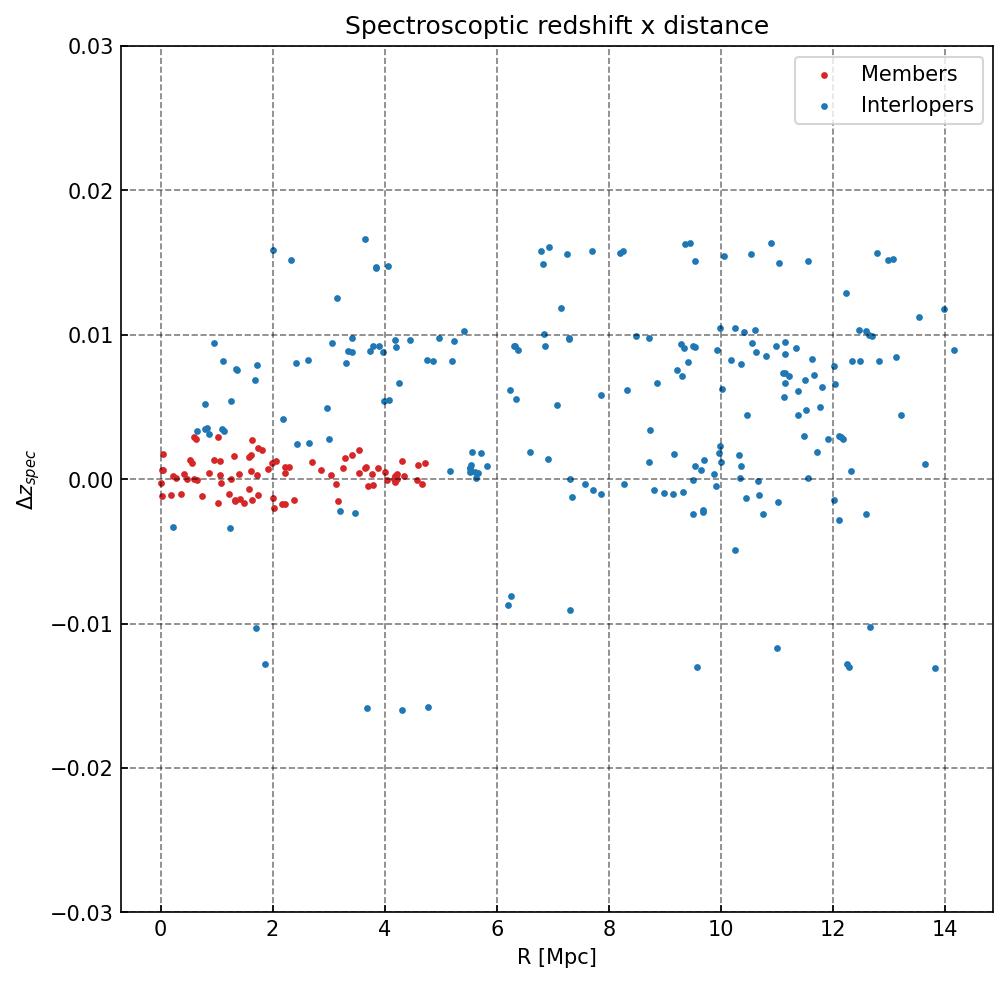 Spectroscoptic redshift x distance
Members
Interlopers
0.03
0.02
0.01
0.00
−0.01
−0.02
−0.03
Δz_spec
0 2 4 6 8 10 12 14
R [Mpc]